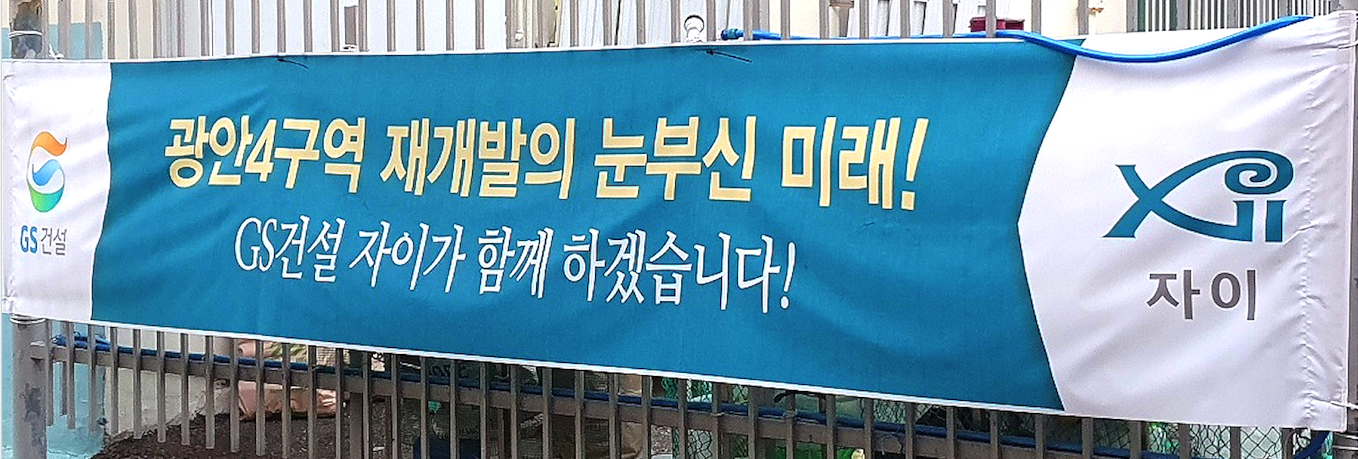 광안4구역 재개발의 눈부신 미래!
GS건설 자이가 함께 하겠습니다!
GS건설
Xii
자이